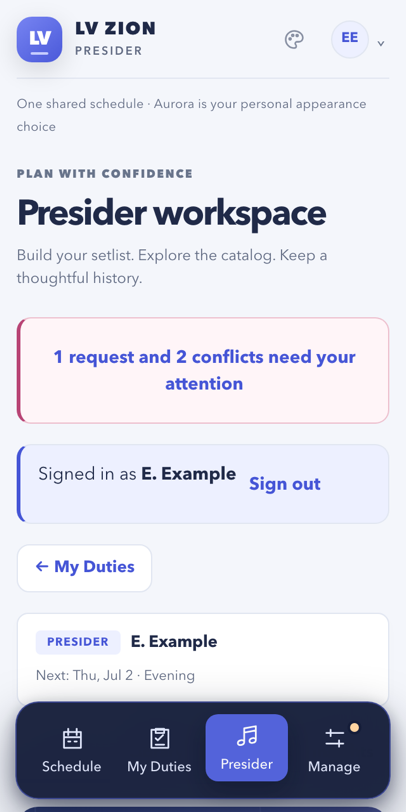 LV
LV ZION
PRESIDER
EE
One shared schedule · Aurora is your personal appearance
choice
PLAN WITH CONFIDENCE
Presider workspace
Build your setlist. Explore the catalog. Keep a
thoughtful history.
1 request and 2 conflicts need your
attention
Signed in as E. Example
Sign out
← My Duties
PRESIDER E. Example
Next: Thu, Jul 2 · Evening
Schedule
My Duties
Presider
Manage